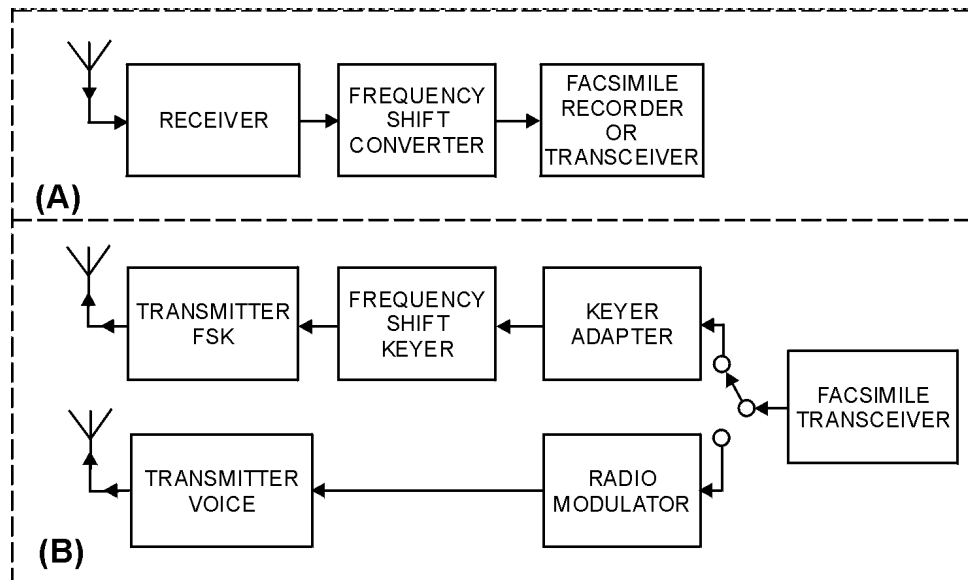 RECEIVER
FREQUENCY
SHIFT
CONVERTER
FACSIMILE
RECORDER
OR
TRANSCEIVER
(A)
TRANSMITTER
FSK
FREQUENCY
SHIFT
KEYER
KEYER
ADAPTER
FACSIMILE
TRANSCEIVER
TRANSMITTER
VOICE
RADIO
MODULATOR
(B)